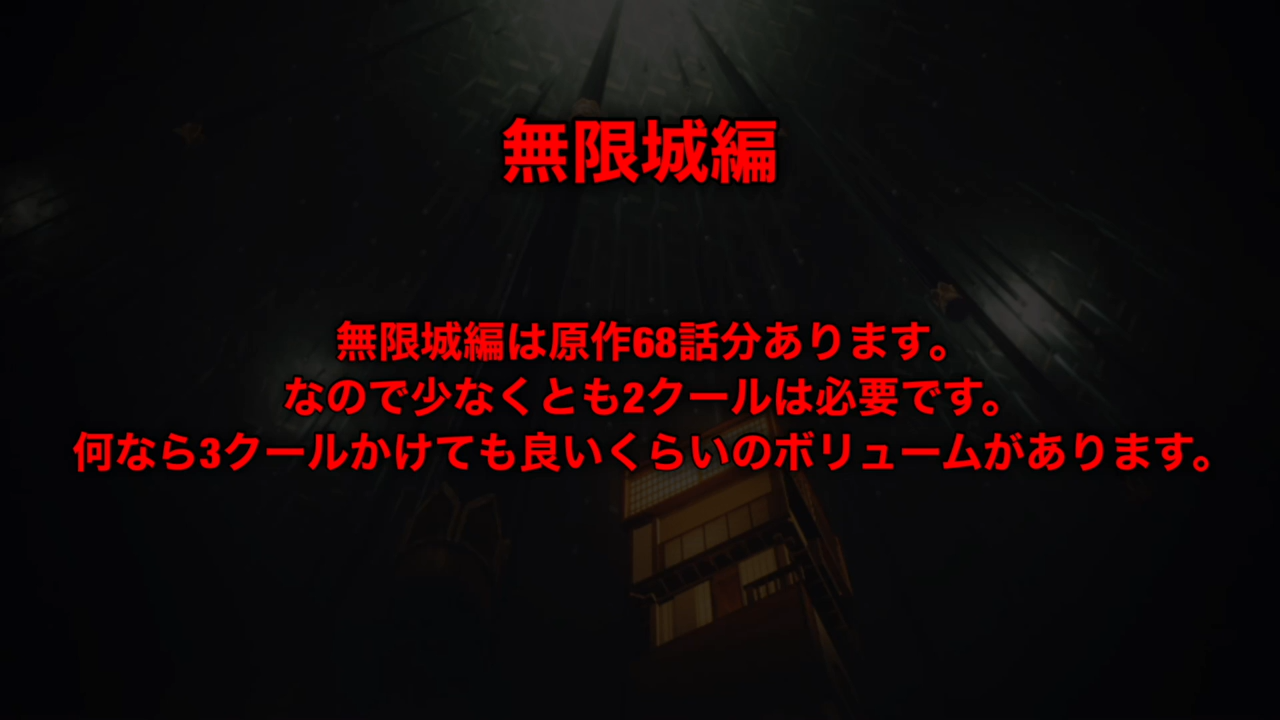 無限城編
無限城編は原作68話分あります。
なので少なくとも2クールは必要です。
何なら3クールかけても良いくらいのボリュームがあります。